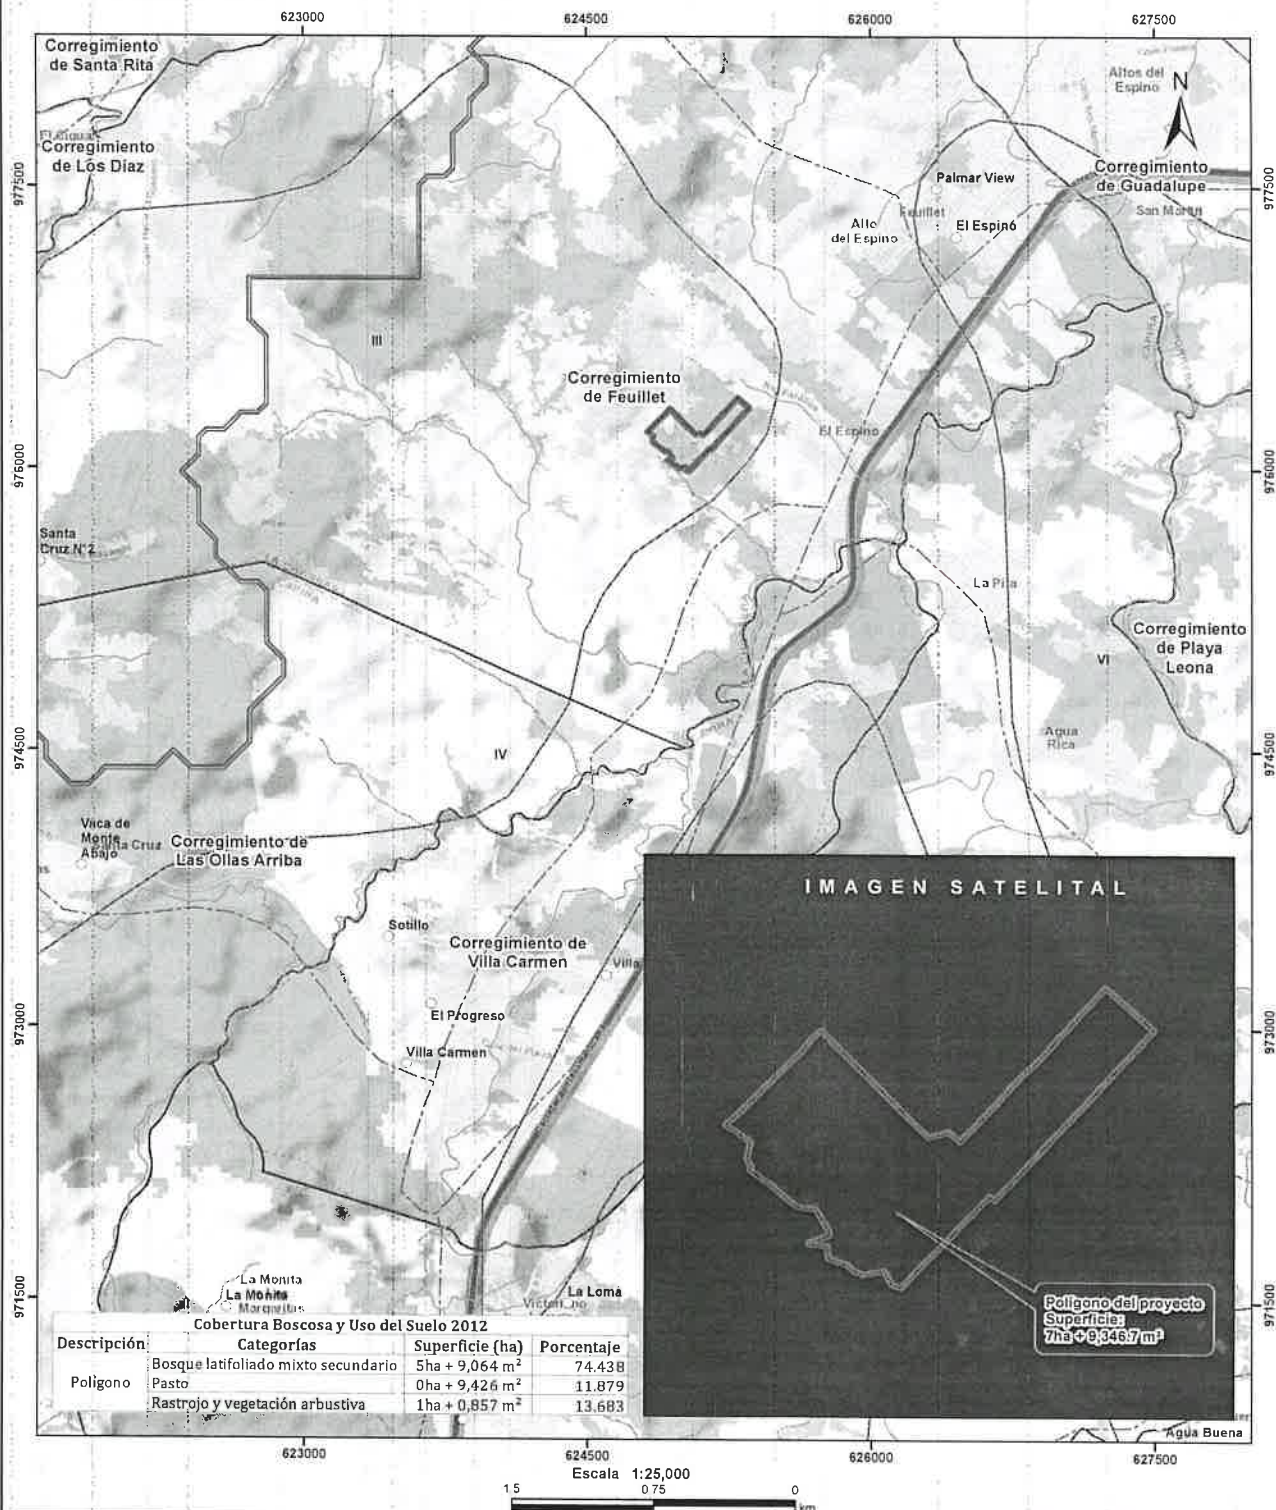 623000
624500
626000
627500
Corregimiento
de Santa Rita
Altos del
Espino
N
Corregimiento
de Los Díaz
977500
977500
Corregimiento
de Guadalupe
Palmar View
Feuillet
San Martín
Alto
del Espino
El Espino
III
Corregimiento
de Feuillet
El Espino
976000
976000
Santa
Cruz N°2
La Pita
Corregimiento
de Playa
Leona
VI
Agua
Rica
974500
974500
IV
Vaca de
Monte
Abajo
Santa Cruz
Corregimiento de
Las Ollas Arriba
IMAGEN SATELITAL
Sotillo
Corregimiento de
Villa Carmen
Villa
973000
973000
El Progreso
Villa Carmen
La Monita
La Monita
Margaritas
La Loma
971500
971500
Polígono del proyecto
Superficie:
7ha + 9,346.7 m²
Cobertura Boscosa y Uso del Suelo 2012
Descripción Categorías Superficie (ha) Porcentaje
Bosque latifoliado mixto secundario 5ha + 9,064 m² 74.438
Polígono Pasto 0ha + 9,426 m² 11.879
Rastrojo y vegetación arbustiva 1ha + 0,857 m² 13.683
Agua Buena
623000
624500
626000
627500
Escala 1:25,000
1.5 0.75 0
km